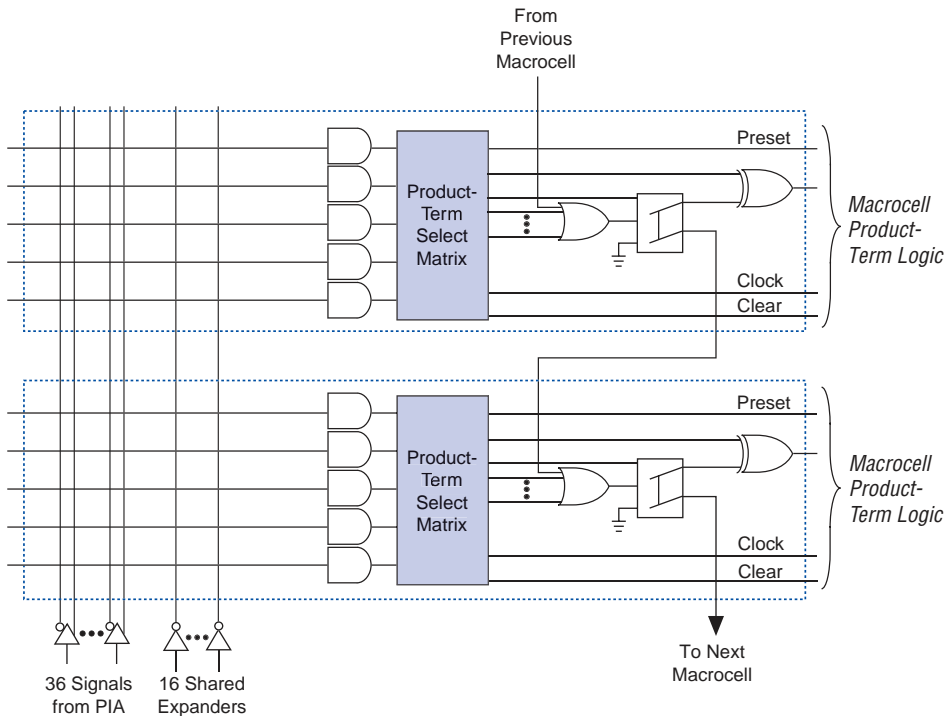 From
Previous
Macrocell
Preset
Product-
Term
Select
Matrix
Macrocell
Product-
Term Logic
Clock
Clear
Preset
Product-
Term
Select
Matrix
Macrocell
Product-
Term Logic
Clock
Clear
36 Signals
from PIA
16 Shared
Expanders
To Next
Macrocell